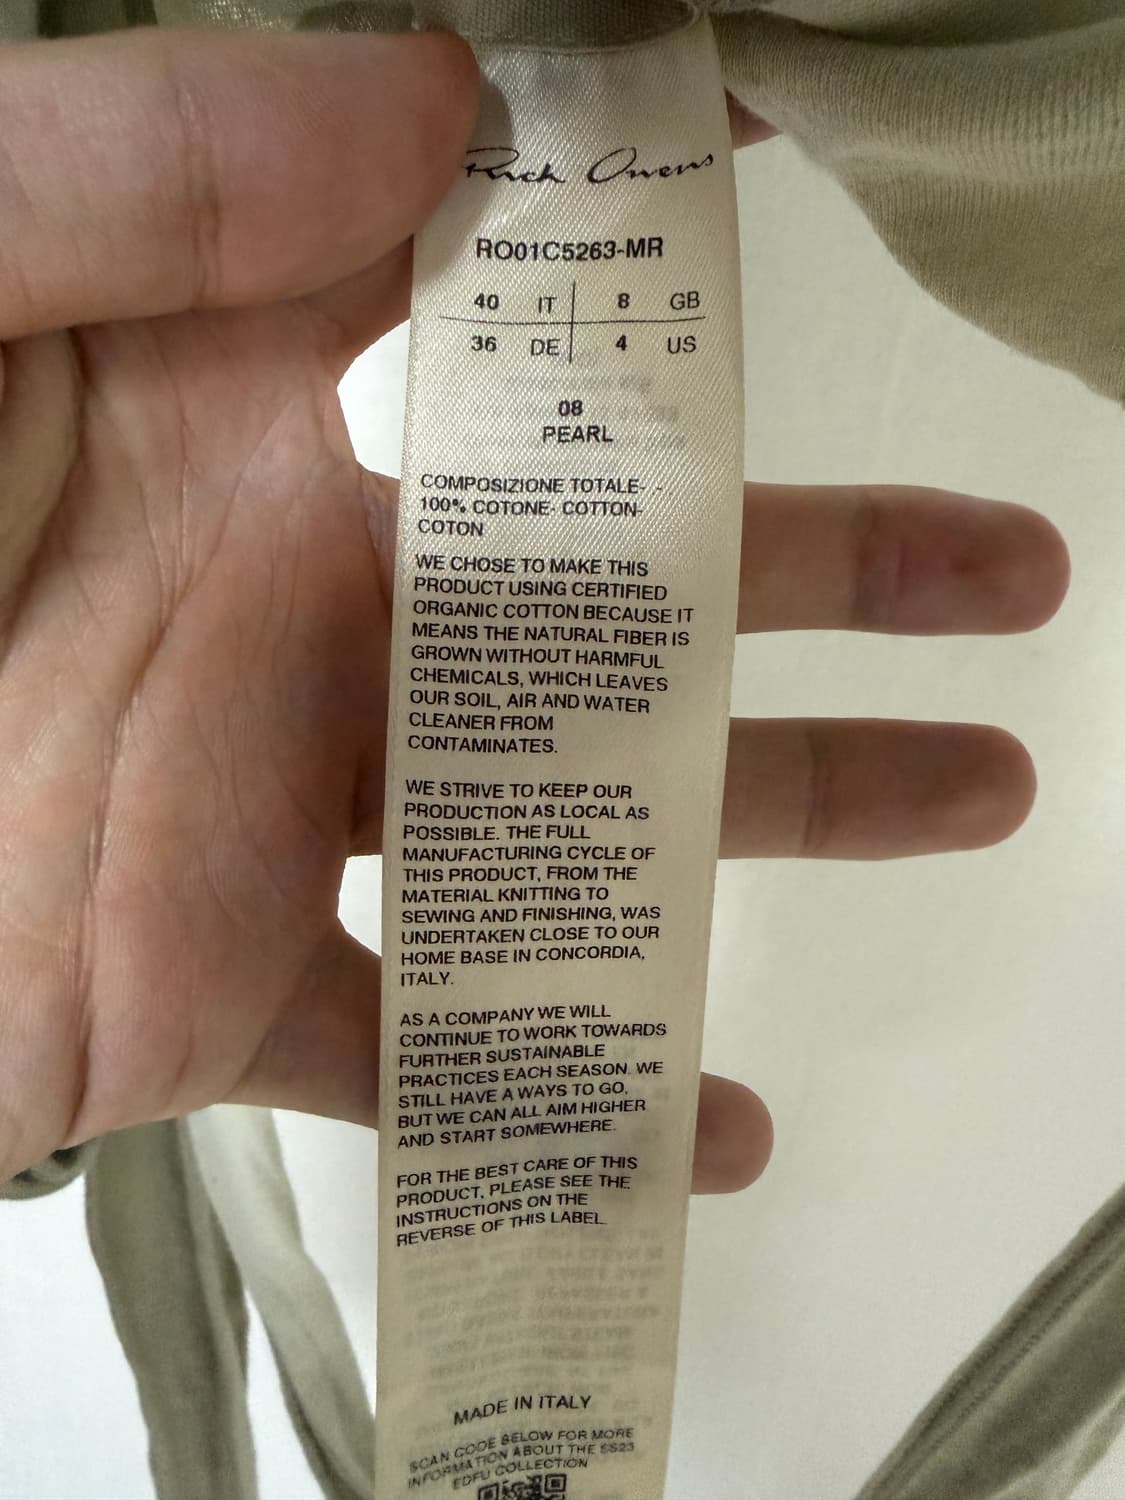 Rick Owens
RO01C5263-MR
40 IT 8 GB
36 DE 4 US
08
PEARL
COMPOSIZIONE TOTALE- -
100% COTONE- COTTON-
COTON
WE CHOSE TO MAKE THIS
PRODUCT USING CERTIFIED
ORGANIC COTTON BECAUSE IT
MEANS THE NATURAL FIBER IS
GROWN WITHOUT HARMFUL
CHEMICALS, WHICH LEAVES
OUR SOIL, AIR AND WATER
CLEANER FROM
CONTAMINATES.
WE STRIVE TO KEEP OUR
PRODUCTION AS LOCAL AS
POSSIBLE. THE FULL
MANUFACTURING CYCLE OF
THIS PRODUCT, FROM THE
MATERIAL KNITTING TO
SEWING AND FINISHING, WAS
UNDERTAKEN CLOSE TO OUR
HOME BASE IN CONCORDIA,
ITALY.
AS A COMPANY WE WILL
CONTINUE TO WORK TOWARDS
FURTHER SUSTAINABLE
PRACTICES EACH SEASON. WE
STILL HAVE A WAYS TO GO,
BUT WE CAN ALL AIM HIGHER
AND START SOMEWHERE.
FOR THE BEST CARE OF THIS
PRODUCT, PLEASE SEE THE
INSTRUCTIONS ON THE
REVERSE OF THIS LABEL.
MADE IN ITALY
SCAN CODE BELOW FOR MORE
INFORMATION ABOUT THE SS23
EDFU COLLECTION